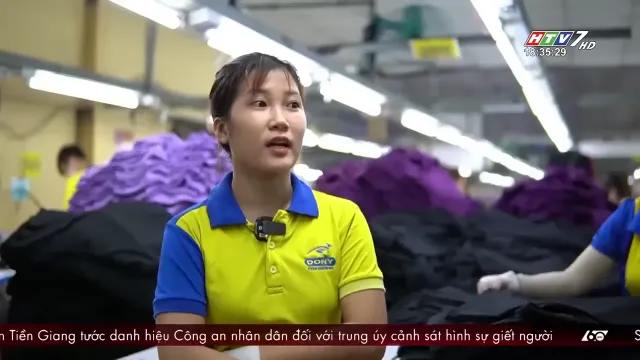 HTV7 HD
18:35:29
DONY
n Tiền Giang tước danh hiệu Công an nhân dân đối với trung úy cảnh sát hình sự giết người
S